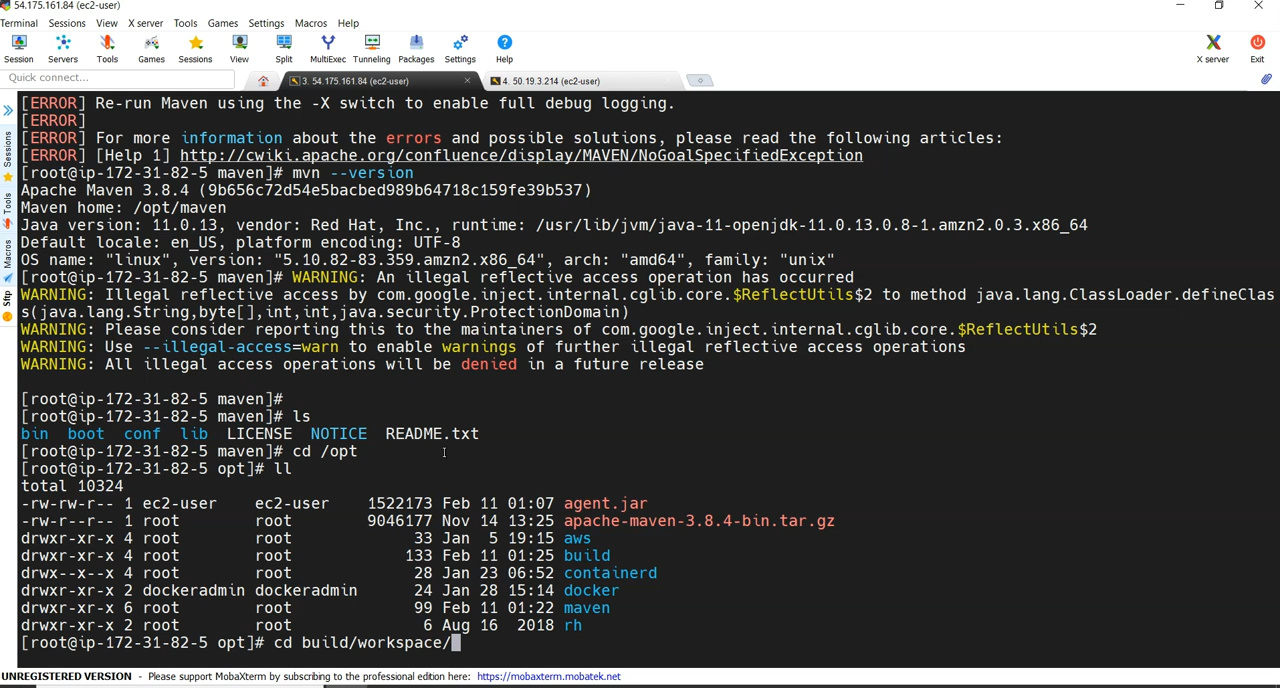 54.175.161.84 (ec2-user)
Terminal Sessions View X server Tools Games Settings Macros Help
Session Servers Tools Games Sessions View Split MultiExec Tunneling Packages Settings Help X server Exit
Quick connect... 3. 54.175.161.84 (ec2-user) 4. 50.19.3.214 (ec2-user)
Sessions
Tools
Macros
Sftp
[ERROR] Re-run Maven using the -X switch to enable full debug logging.
[ERROR]
[ERROR] For more information about the errors and possible solutions, please read the following articles:
[ERROR] [Help 1] http://cwiki.apache.org/confluence/display/MAVEN/NoGoalSpecifiedException
[root@ip-172-31-82-5 maven]# mvn --version
Apache Maven 3.8.4 (9b656c72d54e5bacbed989b64718c159fe39b537)
Maven home: /opt/maven
Java version: 11.0.13, vendor: Red Hat, Inc., runtime: /usr/lib/jvm/java-11-openjdk-11.0.13.0.8-1.amzn2.0.3.x86_64
Default locale: en_US, platform encoding: UTF-8
OS name: "linux", version: "5.10.82-83.359.amzn2.x86_64", arch: "amd64", family: "unix"
[root@ip-172-31-82-5 maven]# WARNING: An illegal reflective access operation has occurred
WARNING: Illegal reflective access by com.google.inject.internal.cglib.core.$ReflectUtils$2 to method java.lang.ClassLoader.defineClas
s(java.lang.String,byte[],int,int,java.security.ProtectionDomain)
WARNING: Please consider reporting this to the maintainers of com.google.inject.internal.cglib.core.$ReflectUtils$2
WARNING: Use --illegal-access=warn to enable warnings of further illegal reflective access operations
WARNING: All illegal access operations will be denied in a future release
[root@ip-172-31-82-5 maven]#
[root@ip-172-31-82-5 maven]# ls
bin boot conf lib LICENSE NOTICE README.txt
[root@ip-172-31-82-5 maven]# cd /opt
[root@ip-172-31-82-5 opt]# ll
total 10324
-rw-rw-r-- 1 ec2-user ec2-user 1522173 Feb 11 01:07 agent.jar
-rw-r--r-- 1 root root 9046177 Nov 14 13:25 apache-maven-3.8.4-bin.tar.gz
drwxr-xr-x 4 root root 33 Jan 5 19:15 aws
drwxr-xr-x 4 root root 133 Feb 11 01:25 build
drwx--x--x 4 root root 28 Jan 23 06:52 containerd
drwxr-xr-x 2 dockeradmin dockeradmin 24 Jan 28 15:14 docker
drwxr-xr-x 6 root root 99 Feb 11 01:22 maven
drwxr-xr-x 2 root root 6 Aug 16 2018 rh
[root@ip-172-31-82-5 opt]# cd build/workspace/
UNREGISTERED VERSION - Please support MobaXterm by subscribing to the professional edition here: https://mobaxterm.mobatek.net